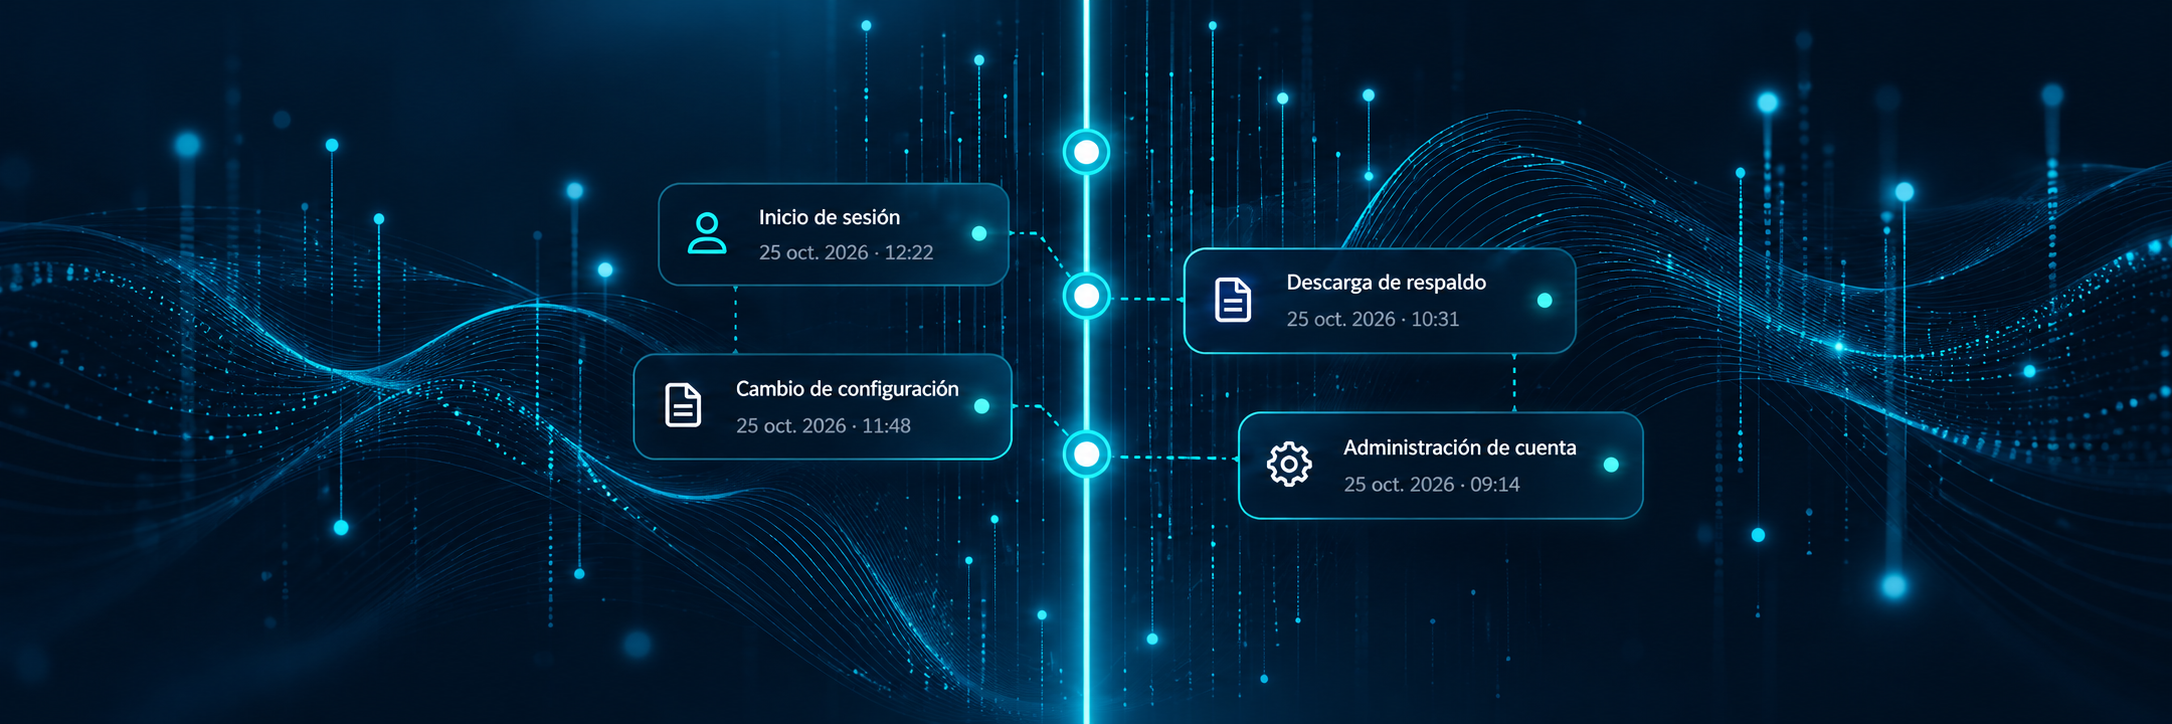 Inicio de sesión
25 oct. 2026 · 12:22
Descarga de respaldo
25 oct. 2026 · 10:31
Cambio de configuración
25 oct. 2026 · 11:48
Administración de cuenta
25 oct. 2026 · 09:14